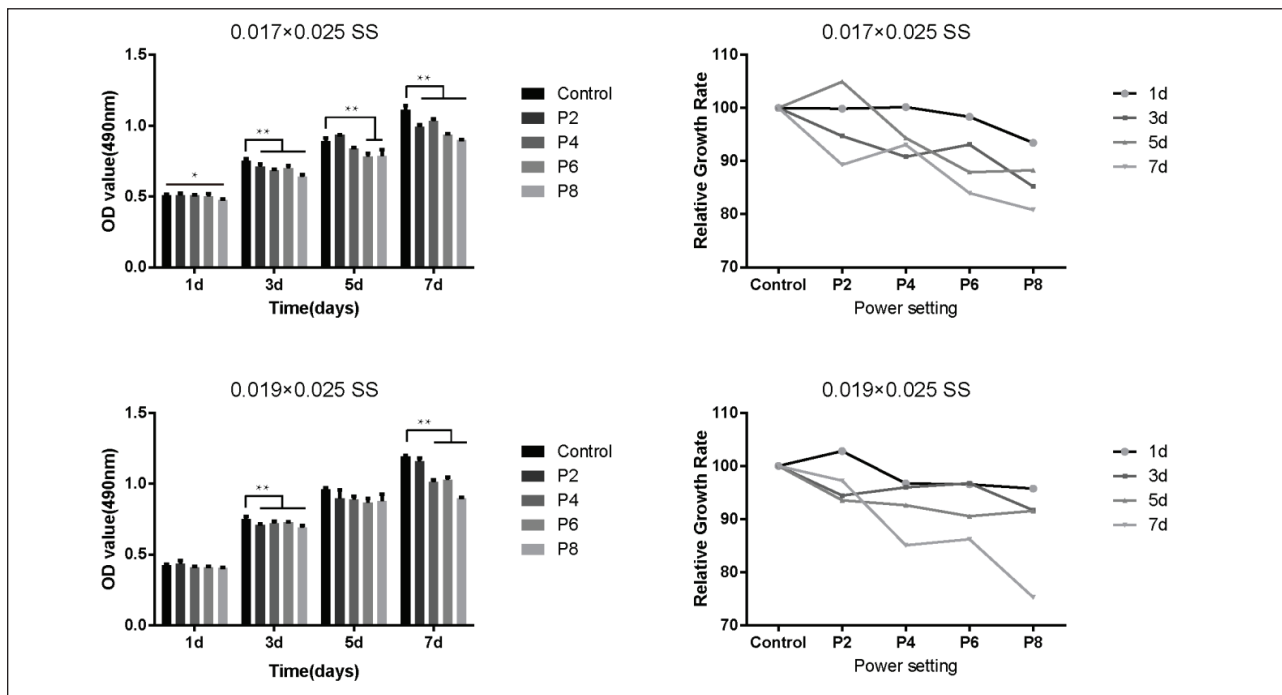 0.017×0.025 SS
OD value(490nm)
1.5
1.0
0.5
0.0
*
**
**
**
1d 3d 5d 7d
Time(days)
Control
P2
P4
P6
P8
0.017×0.025 SS
Relative Growth Rate
110
100
90
80
70
Control P2 P4 P6 P8
Power setting
1d
3d
5d
7d
0.019×0.025 SS
OD value(490nm)
1.5
1.0
0.5
0.0
**
**
1d 3d 5d 7d
Time(days)
Control
P2
P4
P6
P8
0.019×0.025 SS
Relative Growth Rate
110
100
90
80
70
Control P2 P4 P6 P8
Power setting
1d
3d
5d
7d